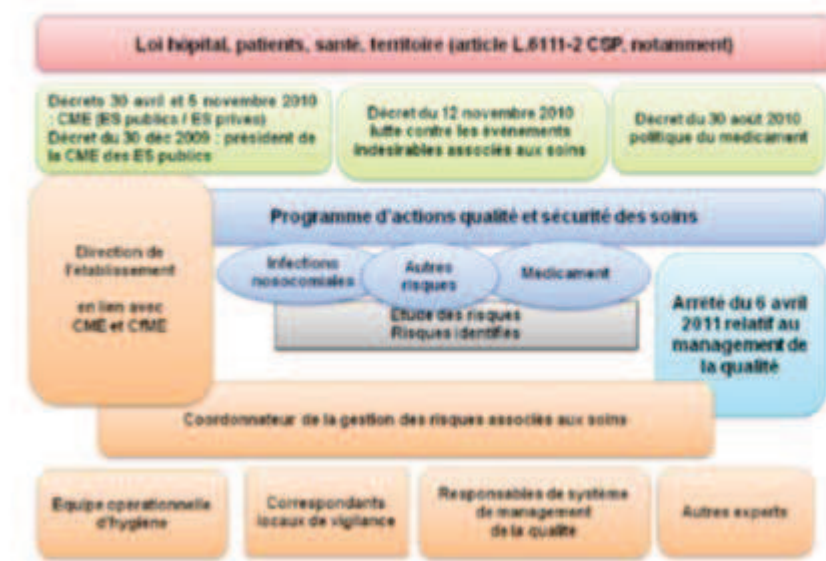 Loi hôpital, patients, santé, territoire (article L.6111-2 CSP, notamment)
Décrets 30 avril et 5 novembre 2010
: CME (ES publics / ES privés)
Décret du 30 déc 2009 : président de
la CME des ES publics
Décret du 12 novembre 2010
lutte contre les événements
indésirables associés aux soins
Décret du 30 août 2010
politique du médicament
Programme d'actions qualité et sécurité des soins
Direction de
l'établissement
en lien avec
CME et CfME
Infections
nosocomiales
Autres
risques
Médicament
Etude des risques
Risques identifiés
Arrêté du 6 avril
2011 relatif au
management de
la qualité
Coordonnateur de la gestion des risques associés aux soins
Equipe opérationnelle
d'hygiène
Correspondants
locaux de vigilance
Responsables de système
de management
de la qualité
Autres experts